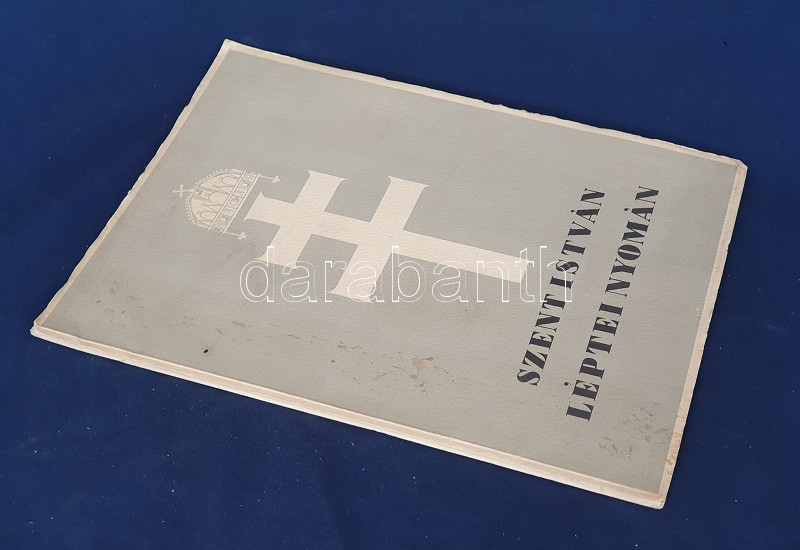 SZENT ISTVÁN
LÉPTEI NYOMÁN
darabanth